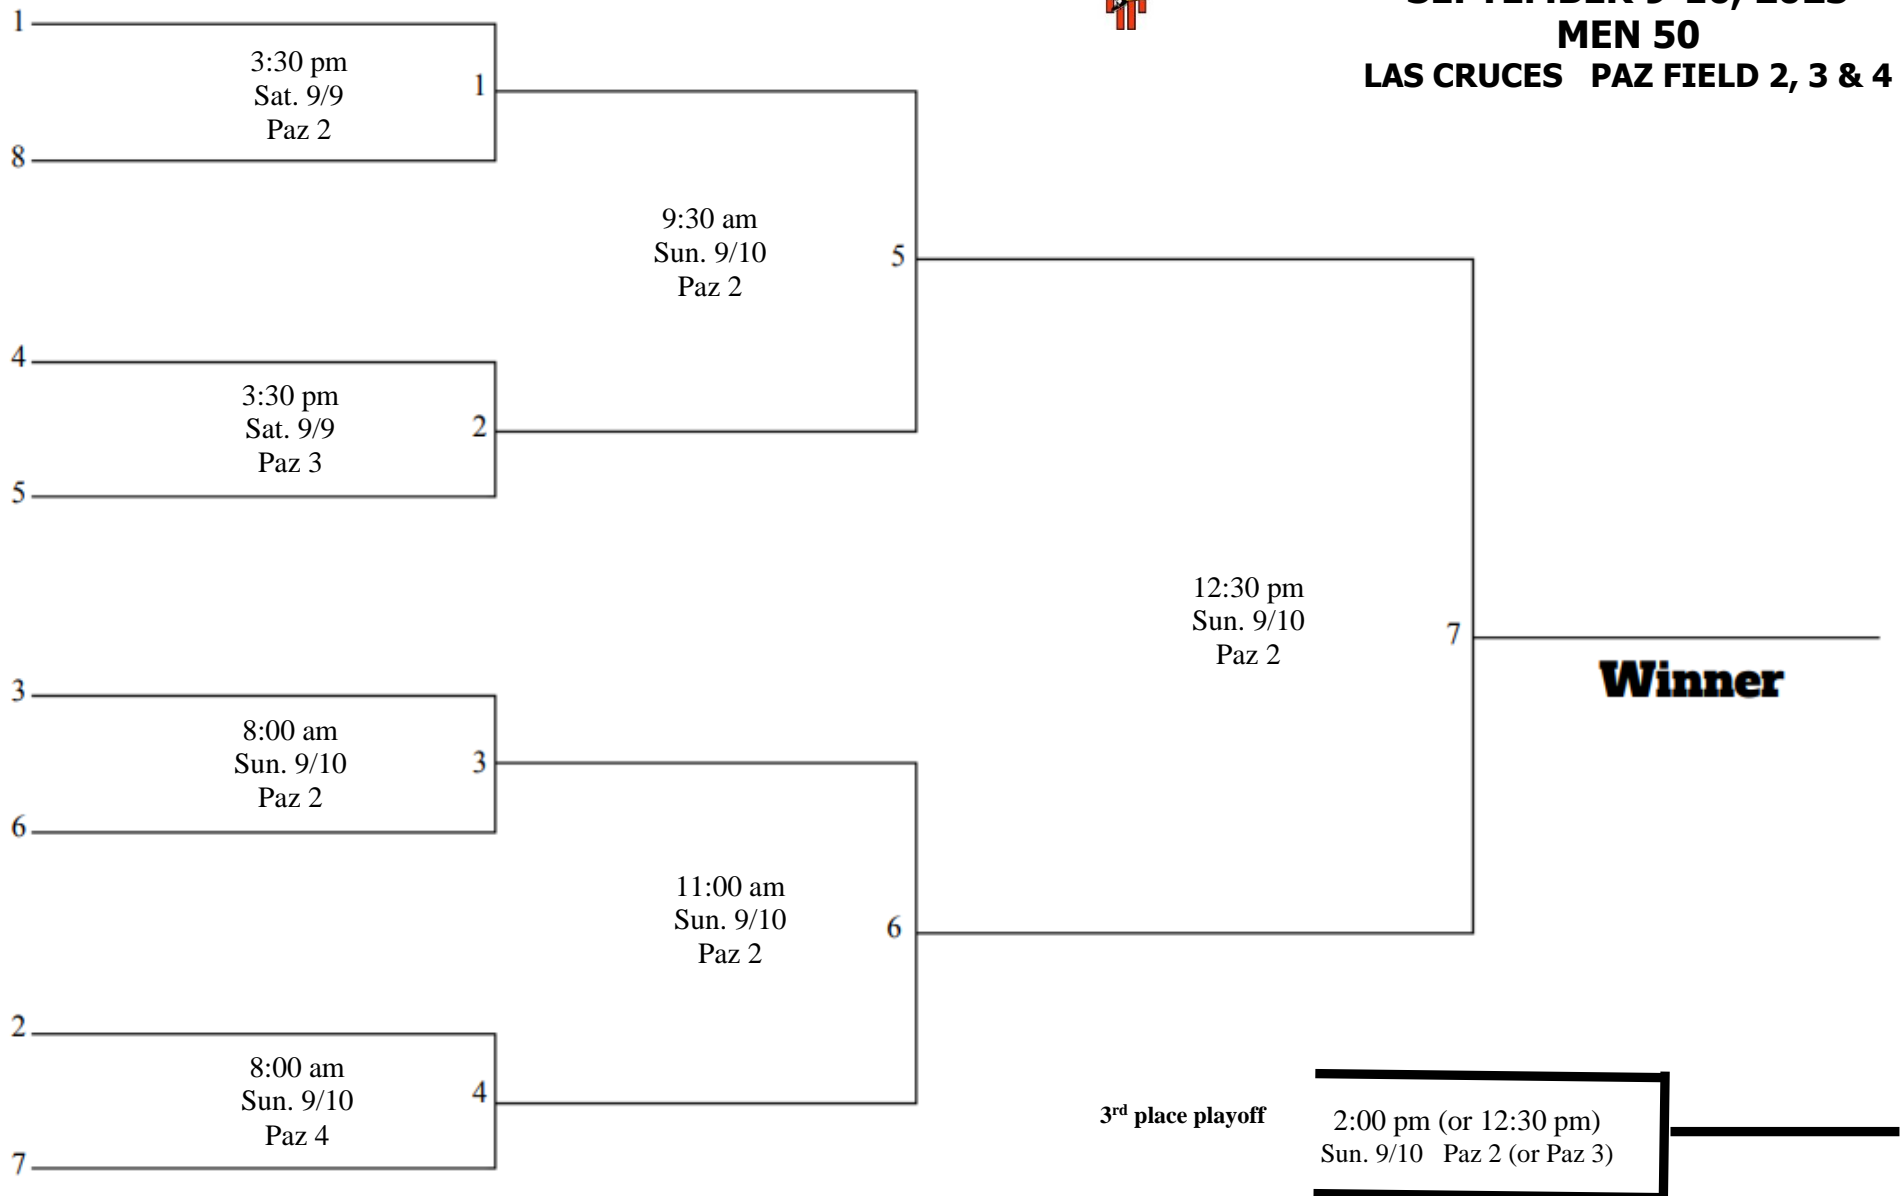 MEN 50
LAS CRUCES PAZ FIELD 2, 3 & 4
1
3:30 pm
Sat. 9/9
Paz 2
1
8
9:30 am
Sun. 9/10
Paz 2
5
4
3:30 pm
Sat. 9/9
Paz 3
2
5
12:30 pm
Sun. 9/10
Paz 2
7
Winner
3
8:00 am
Sun. 9/10
Paz 2
3
6
11:00 am
Sun. 9/10
Paz 2
6
2
8:00 am
Sun. 9/10
Paz 4
4
7
3rd place playoff
2:00 pm (or 12:30 pm)
Sun. 9/10 Paz 2 (or Paz 3)